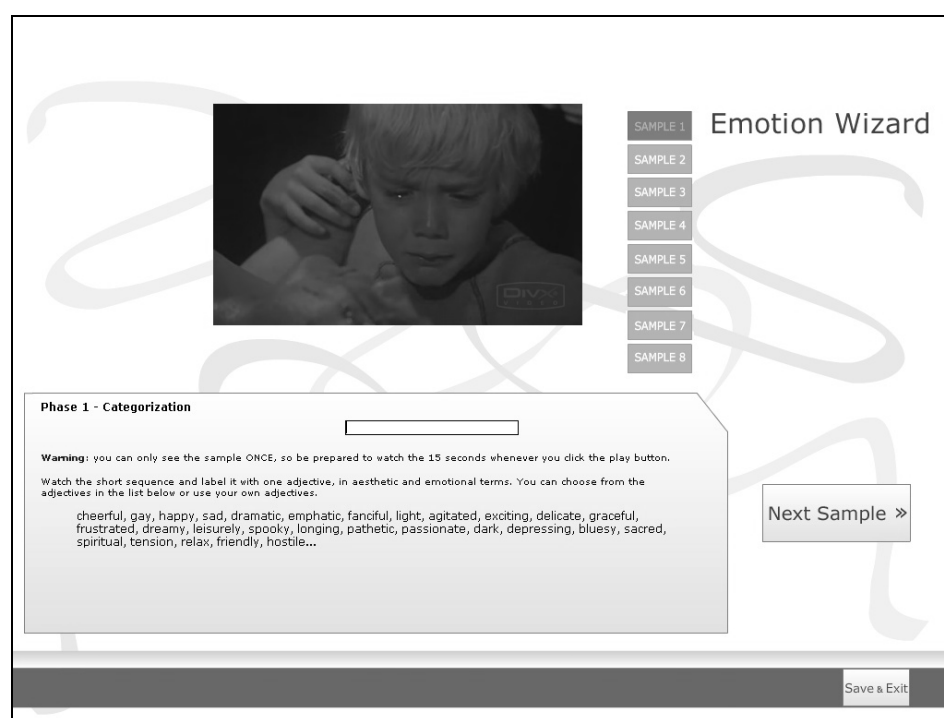 Emotion Wizard
SAMPLE 1
SAMPLE 2
SAMPLE 3
SAMPLE 4
SAMPLE 5
SAMPLE 6
SAMPLE 7
SAMPLE 8
DIVX
VIDEO
Phase 1 - Categorization
Warning: you can only see the sample ONCE, so be prepared to watch the 15 seconds whenever you click the play button.
Watch the short sequence and label it with one adjective, in aesthetic and emotional terms. You can choose from the
adjectives in the list below or use your own adjectives.
cheerful, gay, happy, sad, dramatic, emphatic, fanciful, light, agitated, exciting, delicate, graceful,
frustrated, dreamy, leisurely, spooky, longing, pathetic, passionate, dark, depressing, bluesy, sacred,
spiritual, tension, relax, friendly, hostile...
Next Sample »
Save & Exit